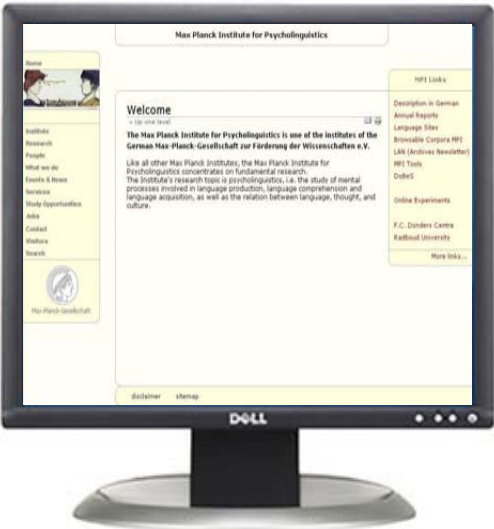 Max Planck Institute for Psycholinguistics
Home
Institute
Research
People
What we do
Events & News
Services
Study Opportunities
Jobs
Contact
Visitors
Search
Max-Planck-Gesellschaft
Welcome
Up one level
The Max Planck Institute for Psycholinguistics is one of the institutes of the
German Max-Planck-Gesellschaft zur Förderung der Wissenschaften e.V.
Like all other Max Planck Institutes, the Max Planck Institute for
Psycholinguistics concentrates on fundamental research.
The Institute's research topic is psycholinguistics, i.e. the study of mental
processes involved in language production, language comprehension and
language acquisition, as well as the relation between language, thought, and
culture.
MPI Links
Description in German
Annual Reports
Language Sites
Browsable Corpora MPI
LAN (Archives Newsletter)
MPI Tools
DoBeS
Online Experiments
F.C. Donders Centre
Radboud University
More links...
disclaimer sitemap
DELL